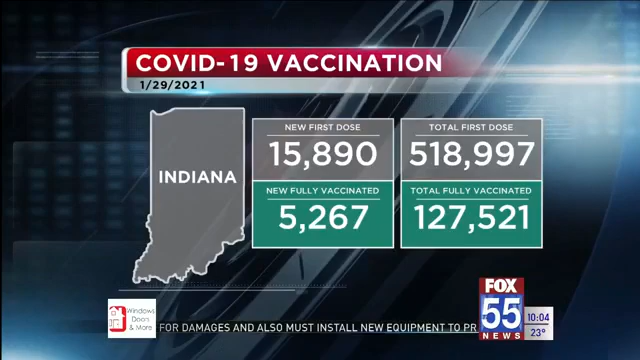 COVID-19 VACCINATION
1/29/2021
INDIANA
NEW FIRST DOSE
15,890
TOTAL FIRST DOSE
518,997
NEW FULLY VACCINATED
5,267
TOTAL FULLY VACCINATED
127,521
Windows
Door
& More
FOR DAMAGES AND ALSO MUST INSTALL NEW EQUIPMENT TO PR
FOX
55
NEWS
10:04
23°